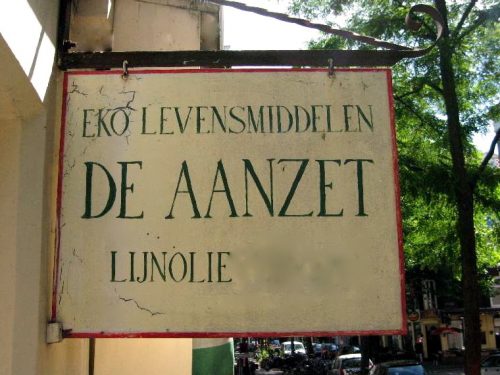 EKO LEVENSMIDDELEN
DE AANZET
LIJNOLIE